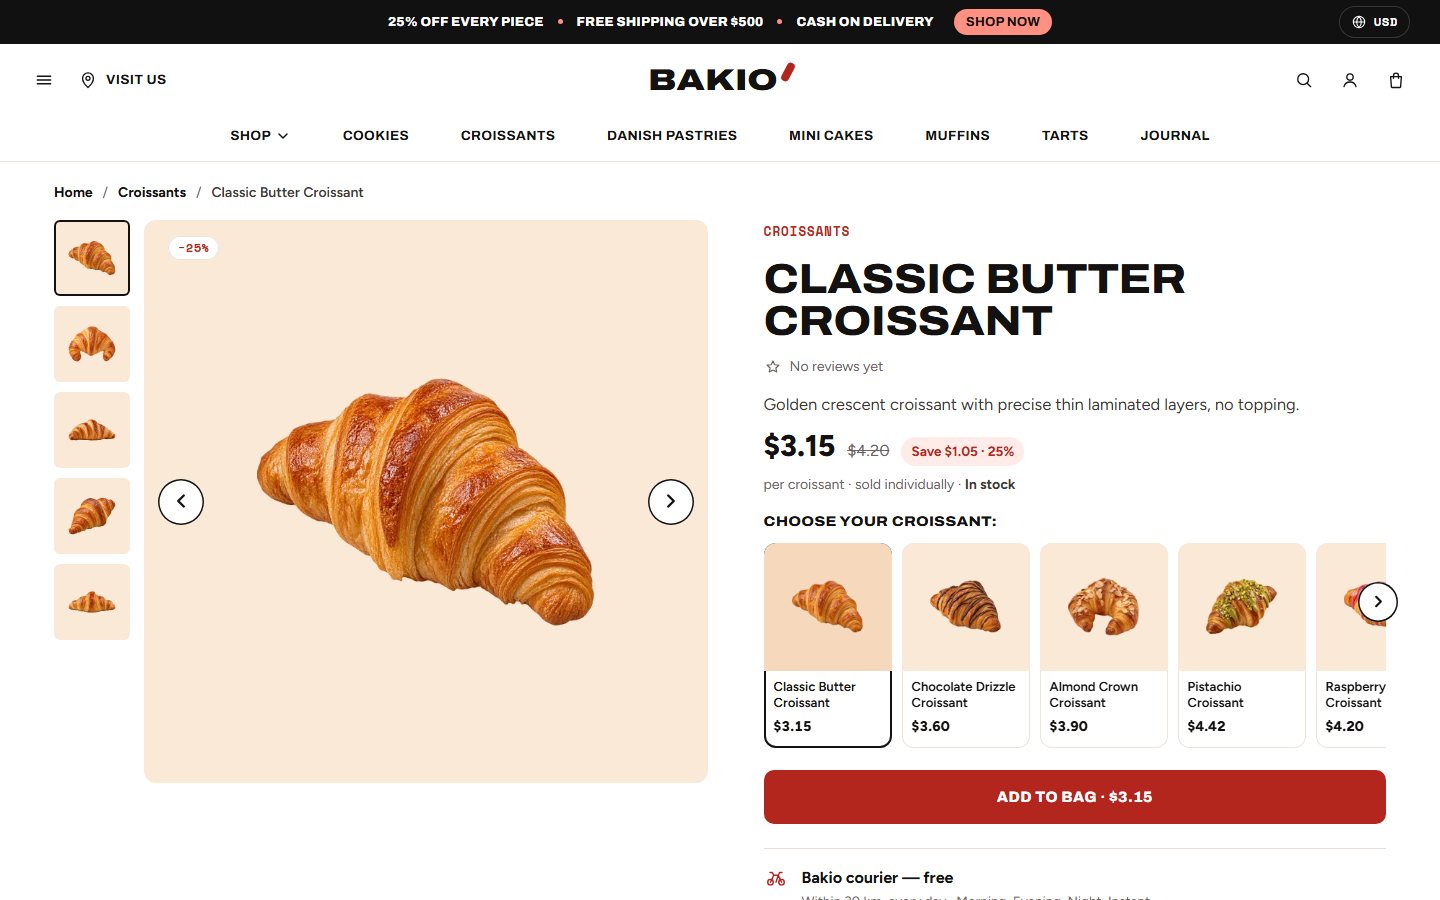 25% OFF EVERY PIECE • FREE SHIPPING OVER $500 • CASH ON DELIVERY SHOP NOW
USD
VISIT US
BAKIO
SHOP COOKIES CROISSANTS DANISH PASTRIES MINI CAKES MUFFINS TARTS JOURNAL
Home / Croissants / Classic Butter Croissant
-25%
CROISSANTS
CLASSIC BUTTER
CROISSANT
No reviews yet
Golden crescent croissant with precise thin laminated layers, no topping.
$3.15 $4.20 Save $1.05 · 25%
per croissant · sold individually · In stock
CHOOSE YOUR CROISSANT:
Classic Butter
Croissant
$3.15
Chocolate Drizzle
Croissant
$3.60
Almond Crown
Croissant
$3.90
Pistachio
Croissant
$4.42
Raspberry
Croissant
$4.20
ADD TO BAG · $3.15
Bakio courier — free